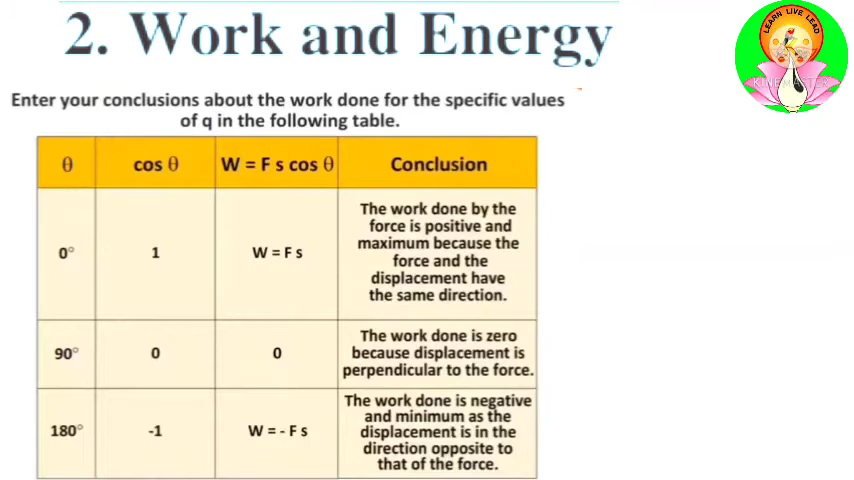 LEARN LIVE LEAD
2. Work and Energy
KINEMASTER
Enter your conclusions about the work done for the specific values
of q in the following table.
θ cos θ W = F s cos θ Conclusion
0° 1 W = F s
The work done by the
force is positive and
maximum because the
force and the
displacement have
the same direction.
90° 0 0
The work done is zero
because displacement is
perpendicular to the force.
180° -1 W = - F s
The work done is negative
and minimum as the
displacement is in the
direction opposite to
that of the force.